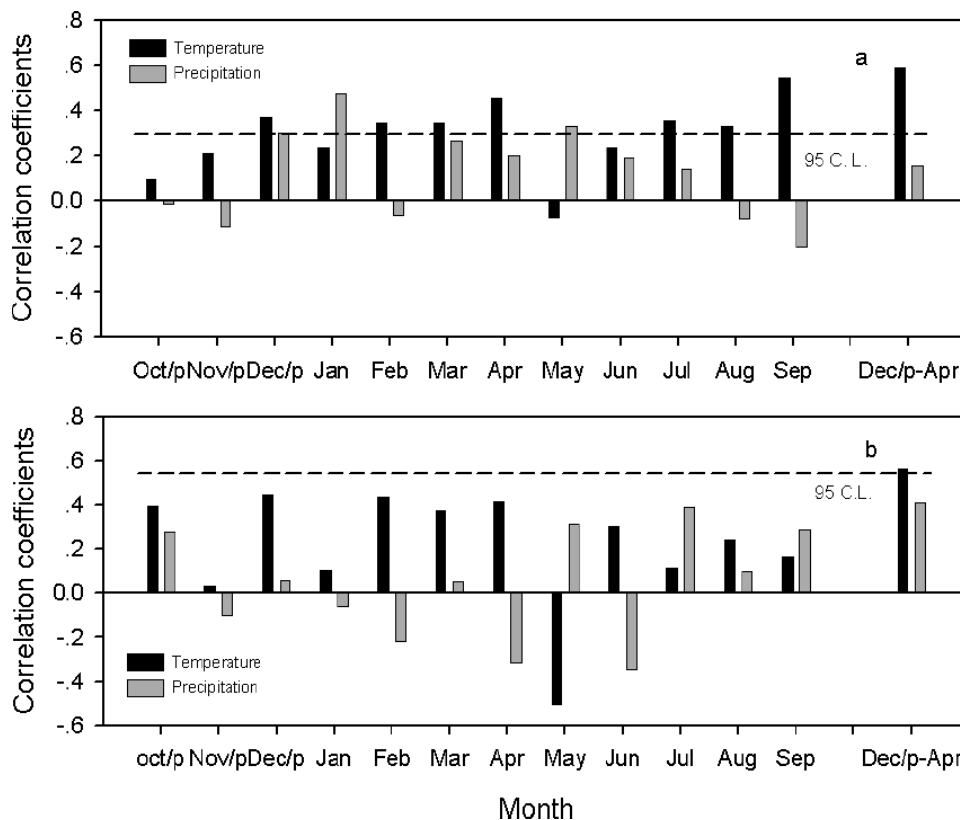 Correlation coefficients
.8
.6
.4
.2
0.0
-.2
-.4
-.6
Temperature
Precipitation
a
95 C.L.
Oct/p Nov/p Dec/p Jan Feb Mar Apr May Jun Jul Aug Sep Dec/p-Apr
Correlation coefficients
.8
.6
.4
.2
0.0
-.2
-.4
-.6
b
95 C.L.
Temperature
Precipitation
oct/p Nov/p Dec/p Jan Feb Mar Apr May Jun Jul Aug Sep Dec/p-Apr
Month